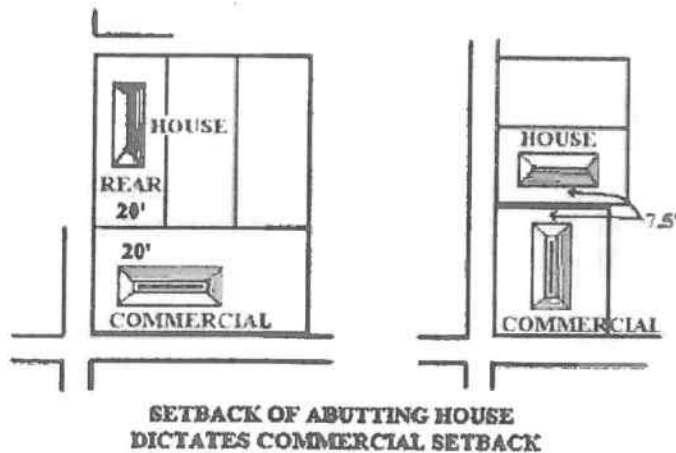 HOUSE
REAR
20'
20'
COMMERCIAL
HOUSE
7.5'
COMMERCIAL
SETBACK OF ABUTTING HOUSE
DICTATES COMMERCIAL SETBACK